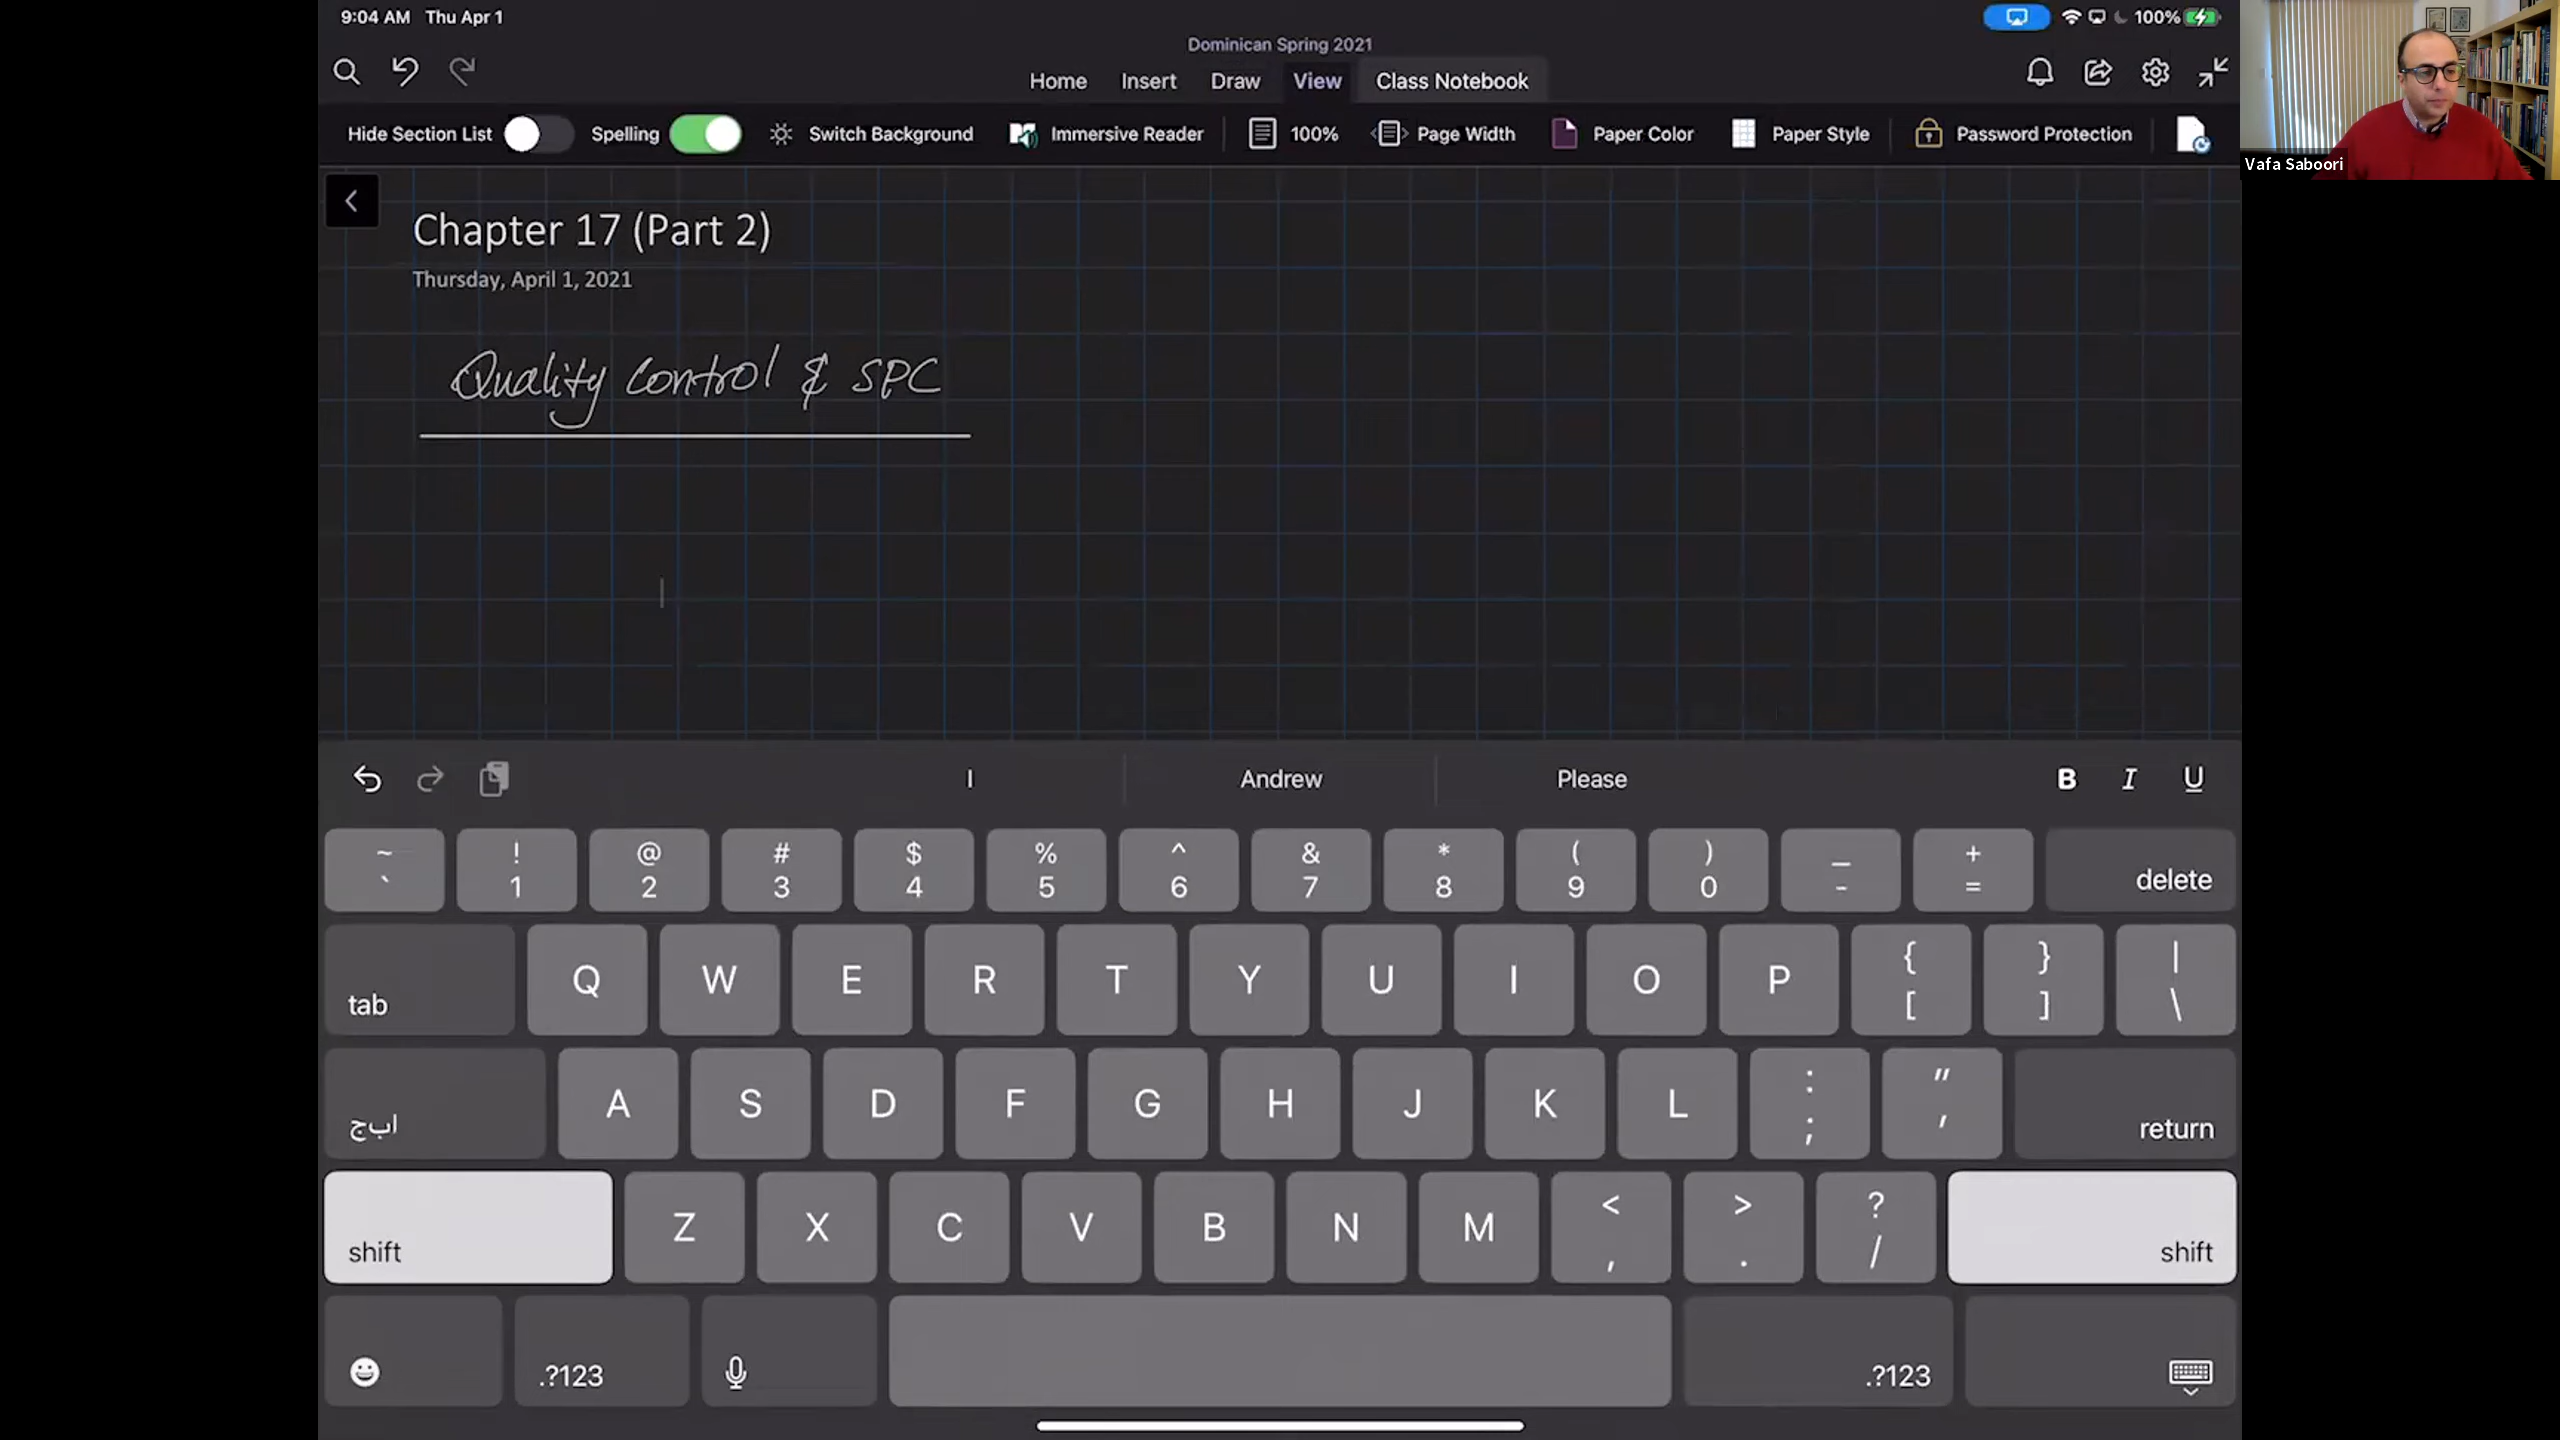 9:04 AM Thu Apr 1
100%
Dominican Spring 2021
Home Insert Draw View Class Notebook
Hide Section List Spelling Switch Background Immersive Reader 100% Page Width Paper Color Paper Style Password Protection
Vafa Saboori
Chapter 17 (Part 2)
Thursday, April 1, 2021
Quality Control & SPC
I Andrew Please B I U
~ ! @ # $ % ^ & * ( ) _ +
` 1 2 3 4 5 6 7 8 9 0 - = delete
tab Q W E R T Y U I O P { [ } ] | \
ابج A S D F G H J K L : ; " ' return
shift Z X C V B N M < , > . ? / shift
.?123 .?123